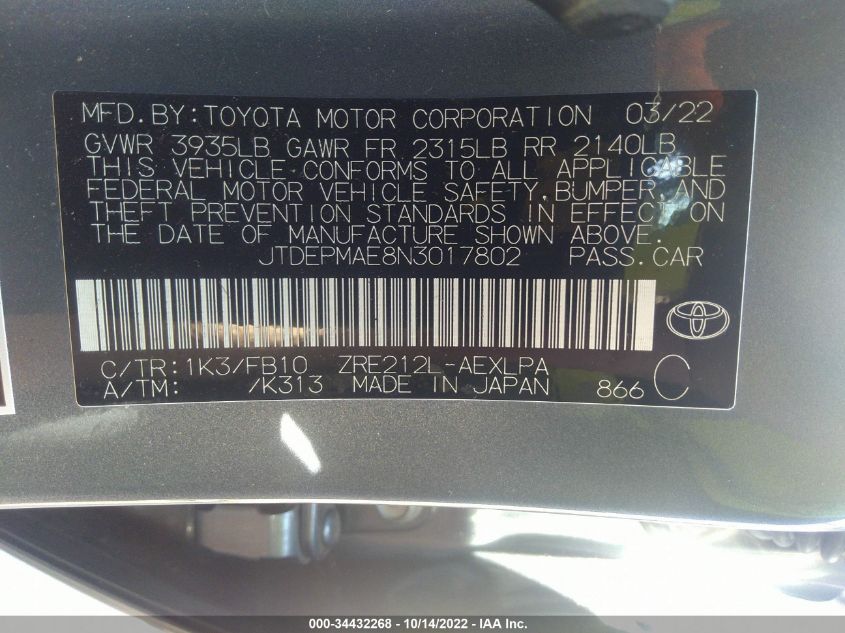 MFD.BY:TOYOTA MOTOR CORPORATION 03/22
GVWR 3935LB GAWR FR 2315LB RR 2140LB
THIS VEHICLE CONFORMS TO ALL APPLICABLE
FEDERAL MOTOR VEHICLE SAFETY,BUMPER,AND
THEFT PREVENTION STANDARDS IN EFFECT ON
THE DATE OF MANUFACTURE SHOWN ABOVE.
JTDEPMAE8N3017802 PASS.CAR
C/TR:1K3/FB10 ZRE212L-AEXLPA
A/TM: /K313 MADE IN JAPAN 866 C
000-34432268 - 10/14/2022 - IAA Inc.